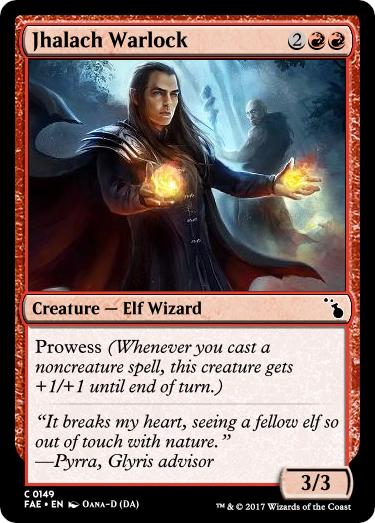 Jhalach Warlock 2
Creature — Elf Wizard
Prowess (Whenever you cast a
noncreature spell, this creature gets
+1/+1 until end of turn.)
“It breaks my heart, seeing a fellow elf so
out of touch with nature.”
—Pyrra, Glyris advisor
3/3
C 0149
FAE • EN Oana-D (DA)
™ & © 2017 Wizards of the Coast